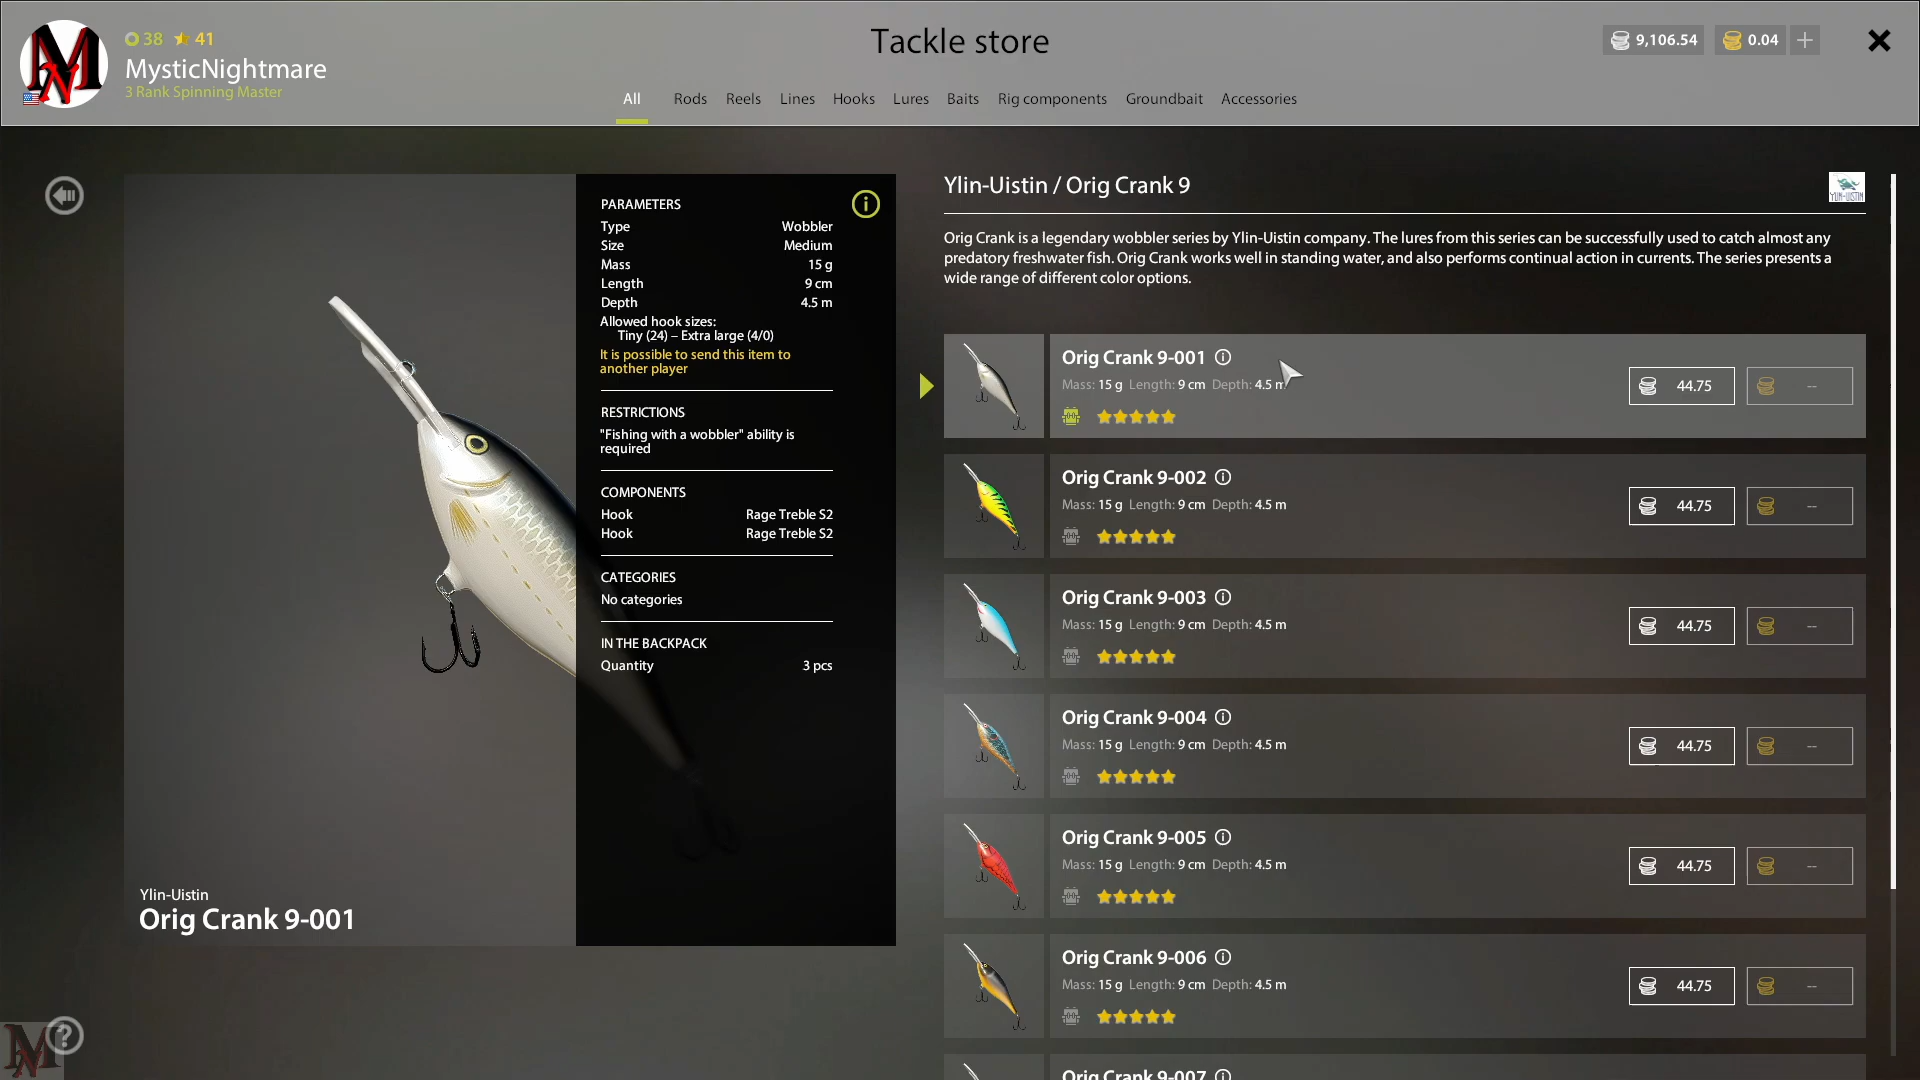 38 41
MysticNightmare
3 Rank Spinning Master
Tackle store
9,106.54 0.04 +
All Rods Reels Lines Hooks Lures Baits Rig components Groundbait Accessories
PARAMETERS
Type Wobbler
Size Medium
Mass 15 g
Length 9 cm
Depth 4.5 m
Allowed hook sizes:
Tiny (24) – Extra large (4/0)
It is possible to send this item to
another player
RESTRICTIONS
"Fishing with a wobbler" ability is
required
COMPONENTS
Hook Rage Treble S2
Hook Rage Treble S2
CATEGORIES
No categories
IN THE BACKPACK
Quantity 3 pcs
Ylin-Uistin
Orig Crank 9-001
Ylin-Uistin / Orig Crank 9
YLIN-UISTIN
Orig Crank is a legendary wobbler series by Ylin-Uistin company. The lures from this series can be successfully used to catch almost any
predatory freshwater fish. Orig Crank works well in standing water, and also performs continual action in currents. The series presents a
wide range of different color options.
Orig Crank 9-001
Mass: 15 g Length: 9 cm Depth: 4.5 m
44.75 --
Orig Crank 9-002
Mass: 15 g Length: 9 cm Depth: 4.5 m
44.75 --
Orig Crank 9-003
Mass: 15 g Length: 9 cm Depth: 4.5 m
44.75 --
Orig Crank 9-004
Mass: 15 g Length: 9 cm Depth: 4.5 m
44.75 --
Orig Crank 9-005
Mass: 15 g Length: 9 cm Depth: 4.5 m
44.75 --
Orig Crank 9-006
Mass: 15 g Length: 9 cm Depth: 4.5 m
44.75 --
Orig Crank 9-007
?